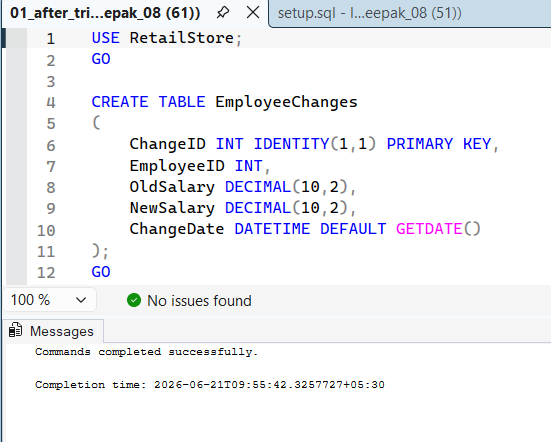 01_after_tri...epak_08 (61))
setup.sql - l...eepak_08 (51))
1 USE RetailStore;
2 GO
3
4 CREATE TABLE EmployeeChanges
5 (
6 ChangeID INT IDENTITY(1,1) PRIMARY KEY,
7 EmployeeID INT,
8 OldSalary DECIMAL(10,2),
9 NewSalary DECIMAL(10,2),
10 ChangeDate DATETIME DEFAULT GETDATE()
11 );
12 GO
100 %
No issues found
Messages
Commands completed successfully.
Completion time: 2026-06-21T09:55:42.3257727+05:30